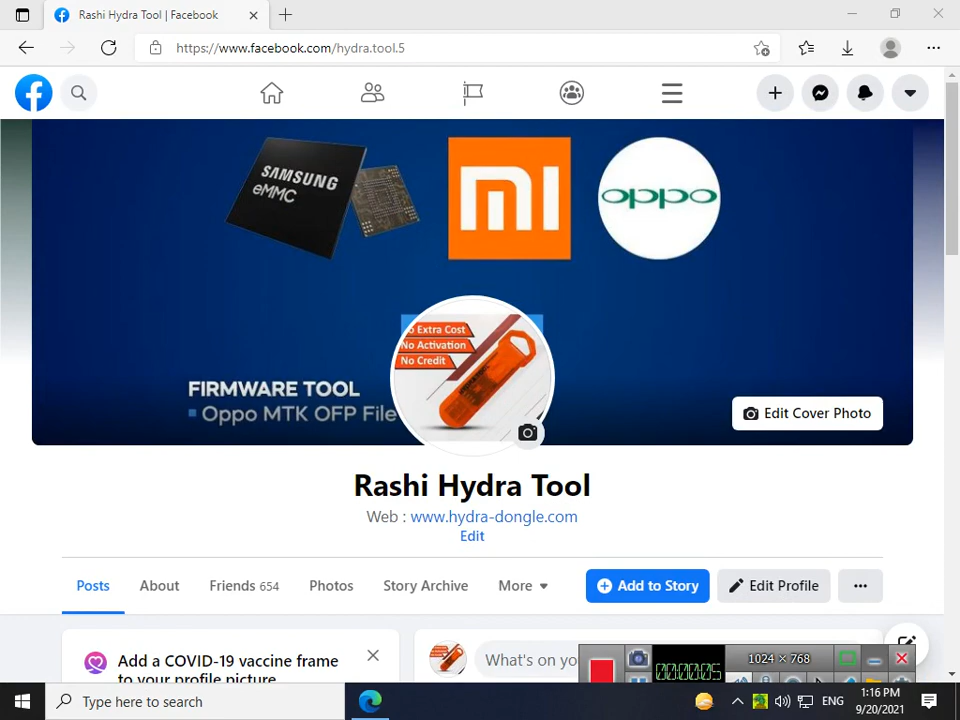 Rashi Hydra Tool | Facebook
https://www.facebook.com/hydra.tool.5
SAMSUNG
eMMC
oppo
o Extra Cost
No Activation
No Credit
FIRMWARE TOOL
Oppo MTK OFP File
Edit Cover Photo
Rashi Hydra Tool
Web : www.hydra-dongle.com
Edit
Posts
About
Friends 654
Photos
Story Archive
More
Add to Story
Edit Profile
Add a COVID-19 vaccine frame
to your profile picture
What's on yo
00:00:05
1024 × 768
Type here to search
ENG
1:16 PM
9/20/2021